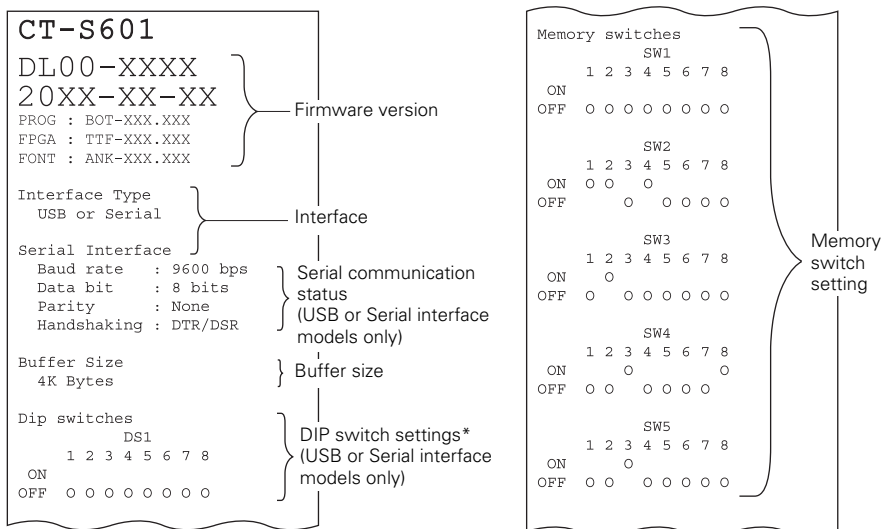 CT-S601
DL00-XXXX
20XX-XX-XX
PROG : BOT-XXX.XXX
FPGA : TTF-XXX.XXX
FONT : ANK-XXX.XXX
Firmware version
Interface Type
USB or Serial
Interface
Serial Interface
Baud rate : 9600 bps
Data bit : 8 bits
Parity : None
Handshaking : DTR/DSR
Serial communication
status
(USB or Serial interface
models only)
Buffer Size
4K Bytes
Buffer size
Dip switches
DS1
1 2 3 4 5 6 7 8
ON
OFF O O O O O O O O
DIP switch settings*
(USB or Serial interface
models only)
Memory switches
SW1
1 2 3 4 5 6 7 8
ON
OFF O O O O O O O O
SW2
1 2 3 4 5 6 7 8
ON O O O
OFF O O O O O
SW3
1 2 3 4 5 6 7 8
ON O
OFF O O O O O O O
SW4
1 2 3 4 5 6 7 8
ON O O
OFF O O O O O O
SW5
1 2 3 4 5 6 7 8
ON O
OFF O O O O O O O
Memory
switch
setting